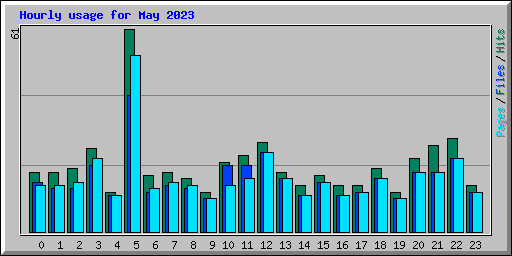 Hourly usage for May 2023
61
Pages / Files / Hits
0 1 2 3 4 5 6 7 8 9 10 11 12 13 14 15 16 17 18 19 20 21 22 23